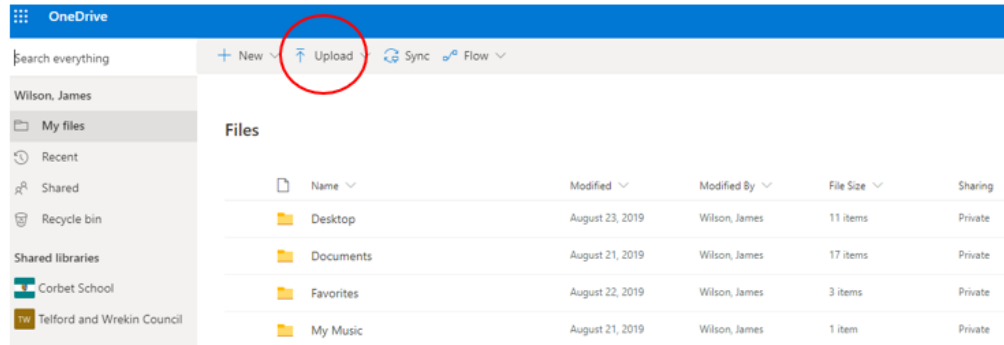 OneDrive
Search everything
New Upload Sync Flow
Wilson, James
My files
Recent
Shared
Recycle bin
Shared libraries
Corbet School
TW Telford and Wrekin Council
Files
Name Modified Modified By File Size Sharing
Desktop August 23, 2019 Wilson, James 11 items Private
Documents August 21, 2019 Wilson, James 17 items Private
Favorites August 22, 2019 Wilson, James 3 items Private
My Music August 21, 2019 Wilson, James 1 item Private